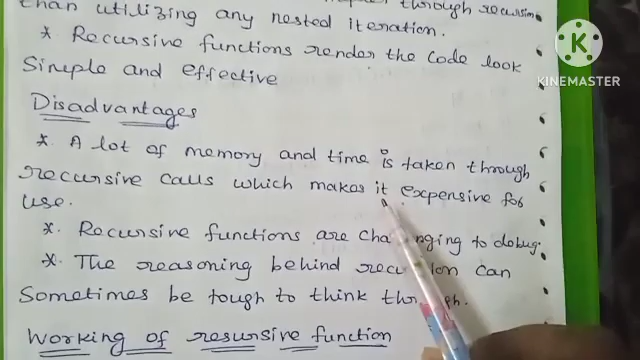 through recursion
than utilizing any nested iteration.
* Recursive functions render the code look
Simple and effective
Disadvantages
* A lot of memory and time is taken through
recursive calls which makes it expensive for
use.
* Recursive functions are to debug.
* The reasoning behind can
Sometimes be tough to think
Working of resursive function
K
KINEMASTER